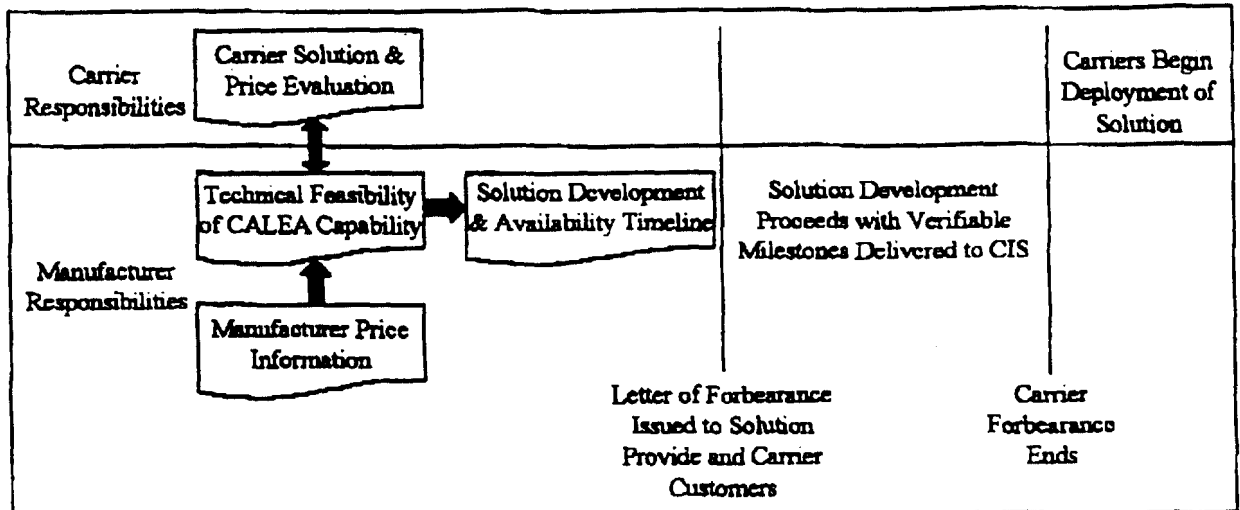 Carrier
Responsibilities
Carrier Solution &
Price Evaluation
Carriers Begin
Deployment of
Solution
Manufacturer
Responsibilities
Technical Feasibility
of CALEA Capability
Solution Development
& Availability Timeline
Solution Development
Proceeds with Verifiable
Milestones Delivered to CIS
Manufacturer Price
Information
Letter of Forbearance
Issued to Solution
Provide and Carrier
Customers
Carrier
Forbearance
Ends